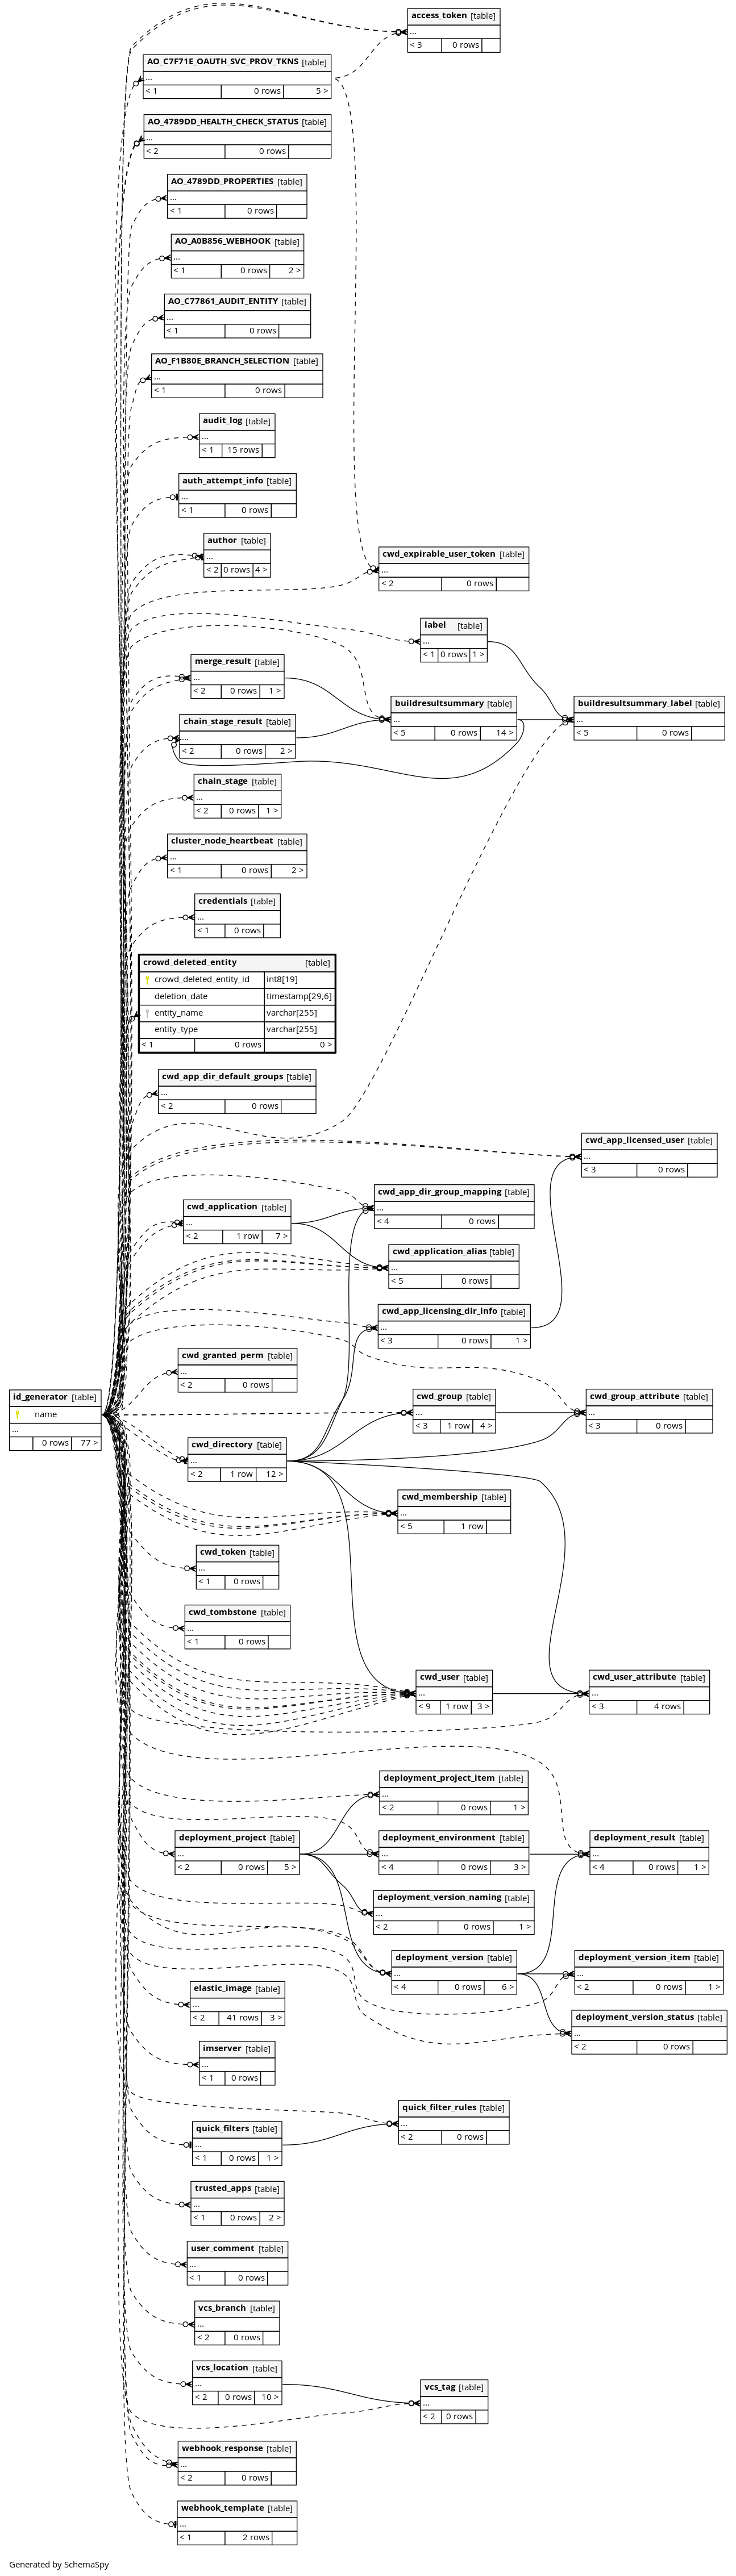 access_token [table]
...
< 3 0 rows
AO_C7F71E_OAUTH_SVC_PROV_TKNS [table]
...
< 1 0 rows 5 >
AO_4789DD_HEALTH_CHECK_STATUS [table]
...
< 2 0 rows
AO_4789DD_PROPERTIES [table]
...
< 1 0 rows
AO_A0B856_WEBHOOK [table]
...
< 1 0 rows 2 >
AO_C77861_AUDIT_ENTITY [table]
...
< 1 0 rows
AO_F1B80E_BRANCH_SELECTION [table]
...
< 1 0 rows
audit_log [table]
...
< 1 15 rows
auth_attempt_info [table]
...
< 1 0 rows
author [table]
...
< 2 0 rows 4 >
cwd_expirable_user_token [table]
...
< 2 0 rows
label [table]
...
< 1 0 rows 1 >
merge_result [table]
...
< 2 0 rows 1 >
buildresultsummary [table]
...
< 5 0 rows 14 >
buildresultsummary_label [table]
...
< 5 0 rows
chain_stage_result [table]
...
< 2 0 rows 2 >
chain_stage [table]
...
< 2 0 rows 1 >
cluster_node_heartbeat [table]
...
< 1 0 rows 2 >
credentials [table]
...
< 1 0 rows
crowd_deleted_entity [table]
crowd_deleted_entity_id int8[19]
deletion_date timestamp[29,6]
entity_name varchar[255]
entity_type varchar[255]
< 1 0 rows 0 >
cwd_app_dir_default_groups [table]
...
< 2 0 rows
cwd_app_licensed_user [table]
...
< 3 0 rows
cwd_app_dir_group_mapping [table]
...
< 4 0 rows
cwd_application [table]
...
< 2 1 row 7 >
cwd_application_alias [table]
...
< 5 0 rows
cwd_app_licensing_dir_info [table]
...
< 3 0 rows 1 >
cwd_granted_perm [table]
...
< 2 0 rows
id_generator [table]
name
...
0 rows 77 >
cwd_group [table]
...
< 3 1 row 4 >
cwd_group_attribute [table]
...
< 3 0 rows
cwd_directory [table]
...
< 2 1 row 12 >
cwd_membership [table]
...
< 5 1 row
cwd_token [table]
...
< 1 0 rows
cwd_tombstone [table]
...
< 1 0 rows
cwd_user [table]
...
< 9 1 row 3 >
cwd_user_attribute [table]
...
< 3 4 rows
deployment_project_item [table]
...
< 2 0 rows 1 >
deployment_project [table]
...
< 2 0 rows 5 >
deployment_environment [table]
...
< 4 0 rows 3 >
deployment_result [table]
...
< 4 0 rows 1 >
deployment_version_naming [table]
...
< 2 0 rows 1 >
deployment_version [table]
...
< 4 0 rows 6 >
deployment_version_item [table]
...
< 2 0 rows 1 >
elastic_image [table]
...
< 2 41 rows 3 >
deployment_version_status [table]
...
< 2 0 rows
imserver [table]
...
< 1 0 rows
quick_filter_rules [table]
...
< 2 0 rows
quick_filters [table]
...
< 1 0 rows 1 >
trusted_apps [table]
...
< 1 0 rows 2 >
user_comment [table]
...
< 1 0 rows
vcs_branch [table]
...
< 2 0 rows
vcs_location [table]
...
< 2 0 rows 10 >
vcs_tag [table]
...
< 2 0 rows
webhook_response [table]
...
< 2 0 rows
webhook_template [table]
...
< 1 2 rows
Generated by SchemaSpy